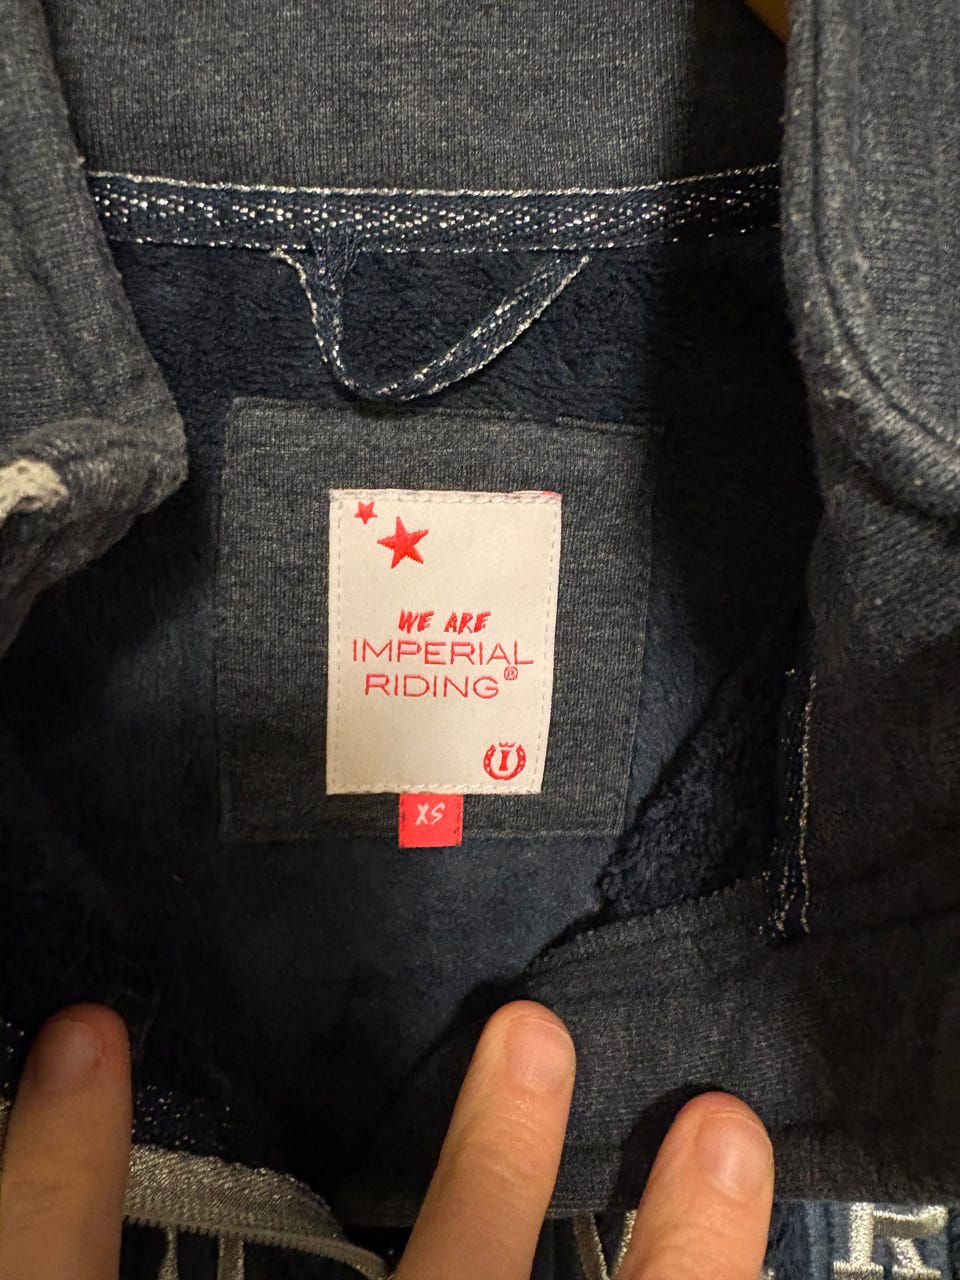 WE ARE
IMPERIAL
RIDING®
I
XS
R